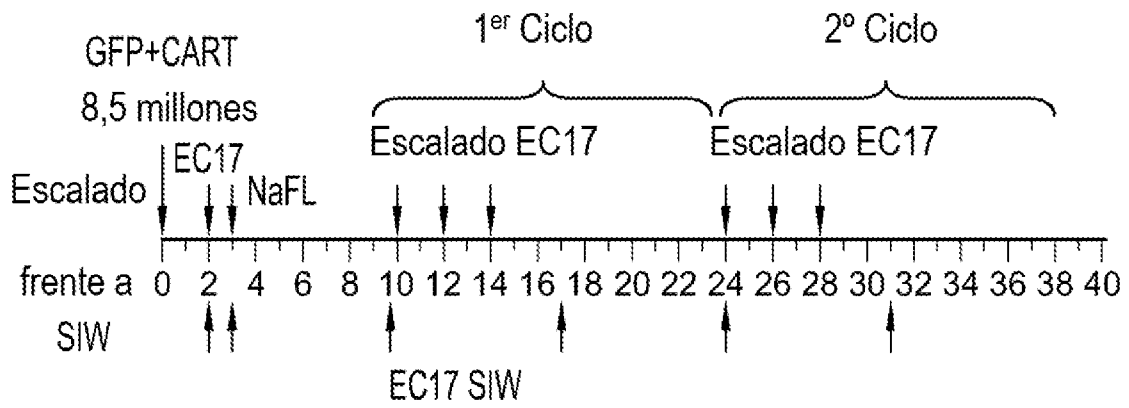 1er Ciclo
2º Ciclo
GFP+CART
8,5 millones
Escalado EC17
Escalado EC17
EC17
Escalado
NaFL
frente a
0 2 4 6 8 10 12 14 16 18 20 22 24 26 28 30 32 34 36 38 40
SIW
EC17 SIW